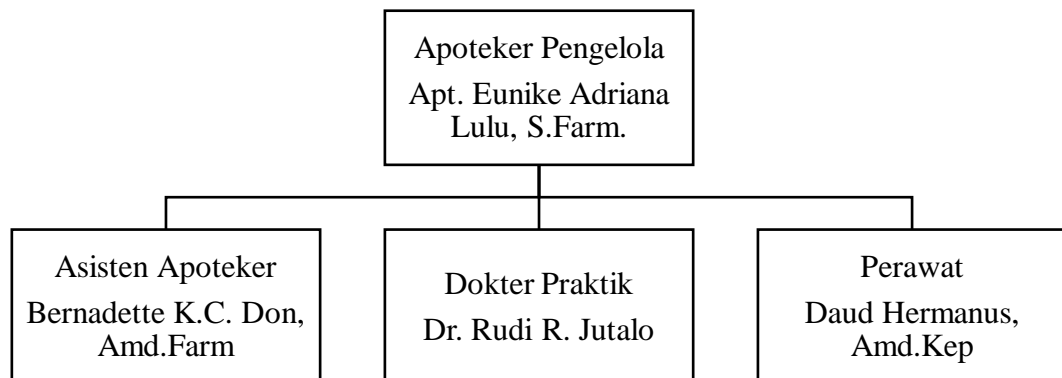 Apoteker Pengelola
Apt. Eunike Adriana
Lulu, S.Farm.
Asisten Apoteker
Bernadette K.C. Don,
Amd.Farm
Dokter Praktik
Dr. Rudi R. Jutalo
Perawat
Daud Hermanus,
Amd.Kep